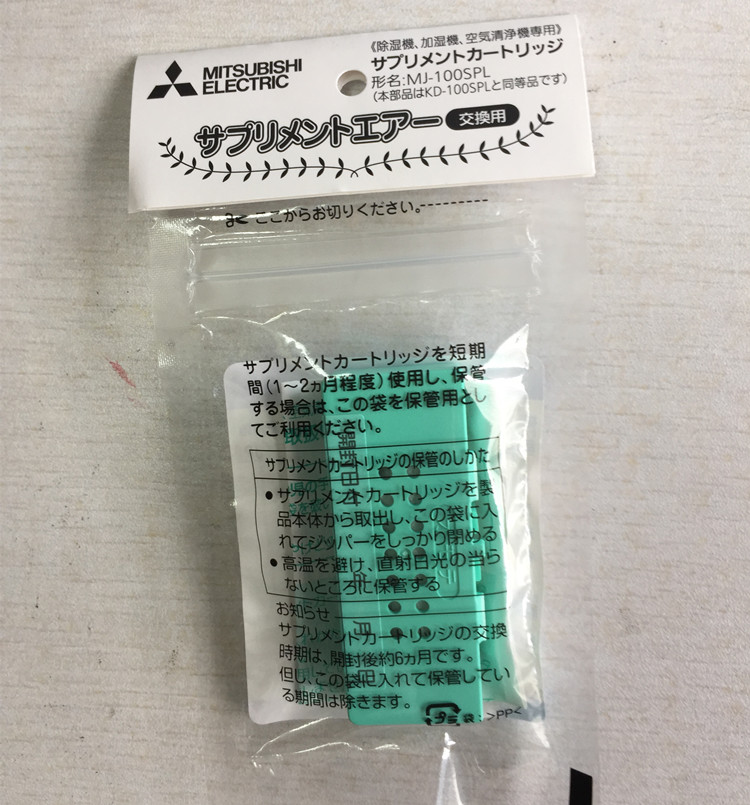 《除湿機、加湿機、空気清浄機専用》
MITSUBISHI
ELECTRIC
サプリメントカートリッジ
形名:MJ-100SPL
(本部品はKD-100SPLと同等品です)
サプリメントエアー 交換用
ここからお切りください。
サプリメントカートリッジを短期
間(1～2ヵ月程度)使用し、保管
する場合は、この袋を保管用とし
てご利用ください。
サプリメントカートリッジの保管のしかた
●サプリメントカートリッジを製
品本体から取出し、この袋に入
れてジッパーをしっかり閉める
●高温を避け、直射日光の当ら
ないところに保管する
お知らせ
サプリメントカートリッジの交換
時期は、開封後約6ヵ月です。
但し、この袋に入れて保管してい
る期間は除きます。
開封日
年
月
日
プラ 袋:>PP<